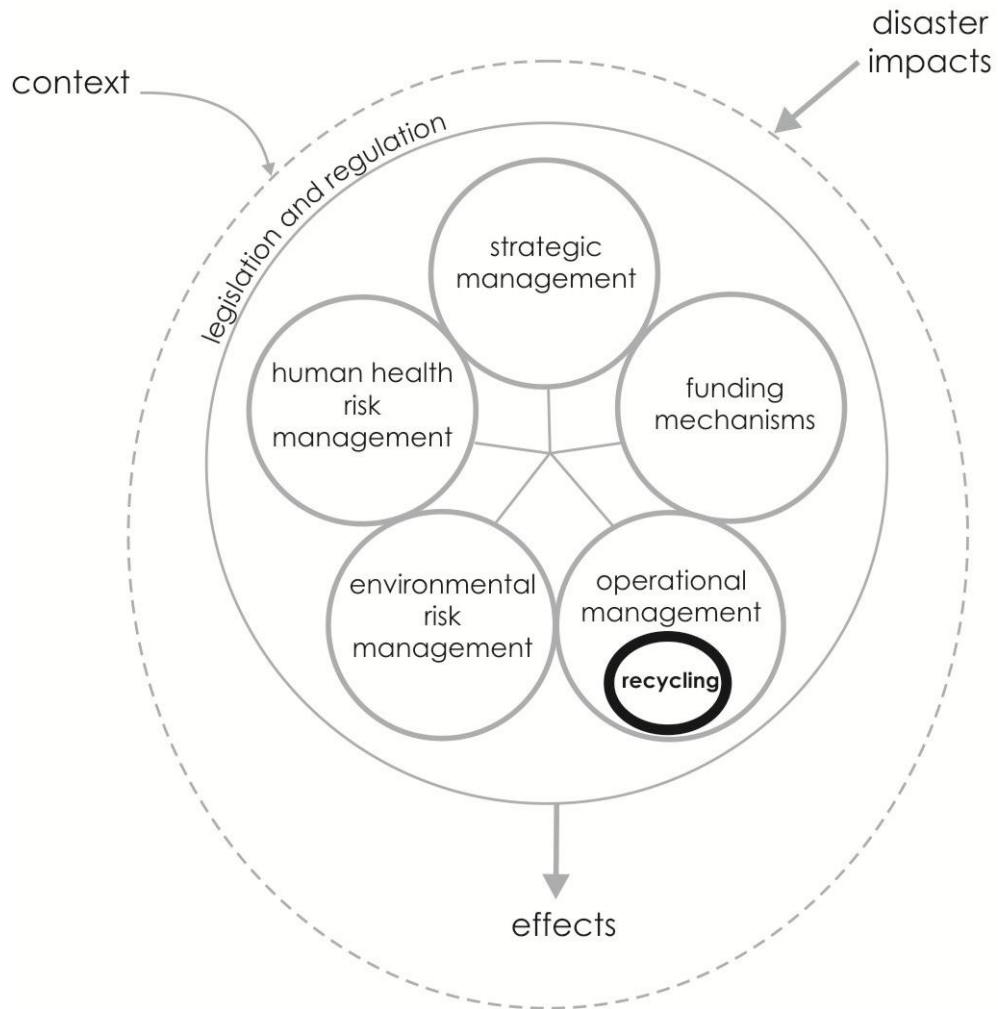 disaster
impacts
context
legislation and regulation
strategic
management
human health
risk
management
funding
mechanisms
environmental
risk
management
operational
management
recycling
effects